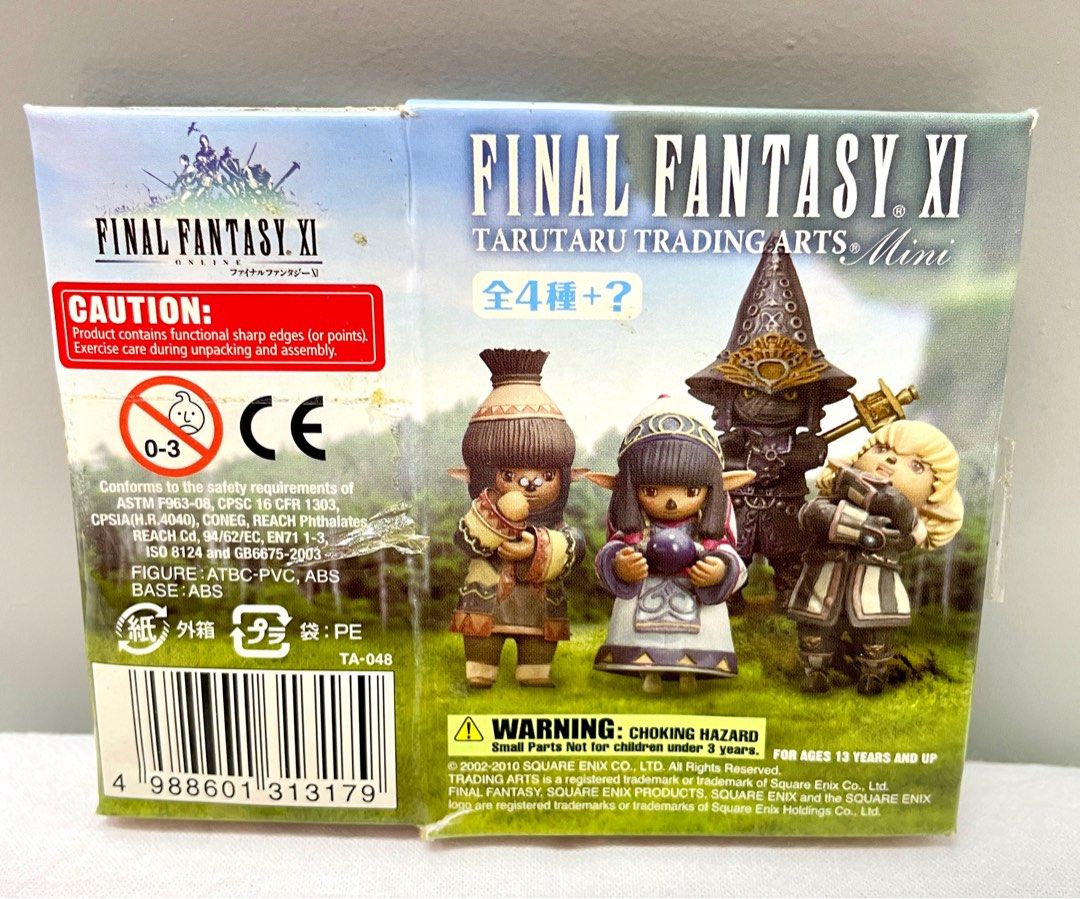 FINAL FANTASY® XI
ONLINE
ファイナルファンタジーXI
CAUTION:
Product contains functional sharp edges (or points).
Exercise care during unpacking and assembly.
0-3
CE
Conforms to the safety requirements of
ASTM F963-08, CPSC 16 CFR 1303,
CPSIA(H.R.4040), CONEG, REACH Phthalates,
REACH Cd, 94/62/EC, EN71 1-3,
ISO 8124 and GB6675-2003
FIGURE:ATBC-PVC, ABS
BASE:ABS
紙 外箱 プラ 袋:PE
TA-048
4 988601 313179
FINAL FANTASY® XI
TARUTARU TRADING ARTS® Mini
全4種+?
WARNING: CHOKING HAZARD
Small Parts Not for children under 3 years.
FOR AGES 13 YEARS AND UP
© 2002-2010 SQUARE ENIX CO., LTD. All Rights Reserved.
TRADING ARTS is a registered trademark or trademark of Square Enix Co., Ltd.
FINAL FANTASY, SQUARE ENIX PRODUCTS, SQUARE ENIX and the SQUARE ENIX
logo are registered trademarks or trademarks of Square Enix Holdings Co., Ltd.